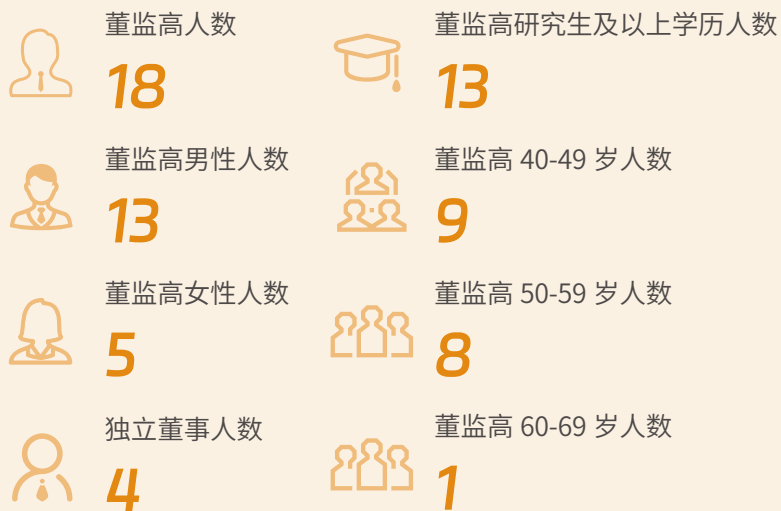 董监高人数
18
董监高研究生及以上学历人数
13
董监高男性人数
13
董监高 40-49 岁人数
9
董监高女性人数
5
董监高 50-59 岁人数
8
独立董事人数
4
董监高 60-69 岁人数
1